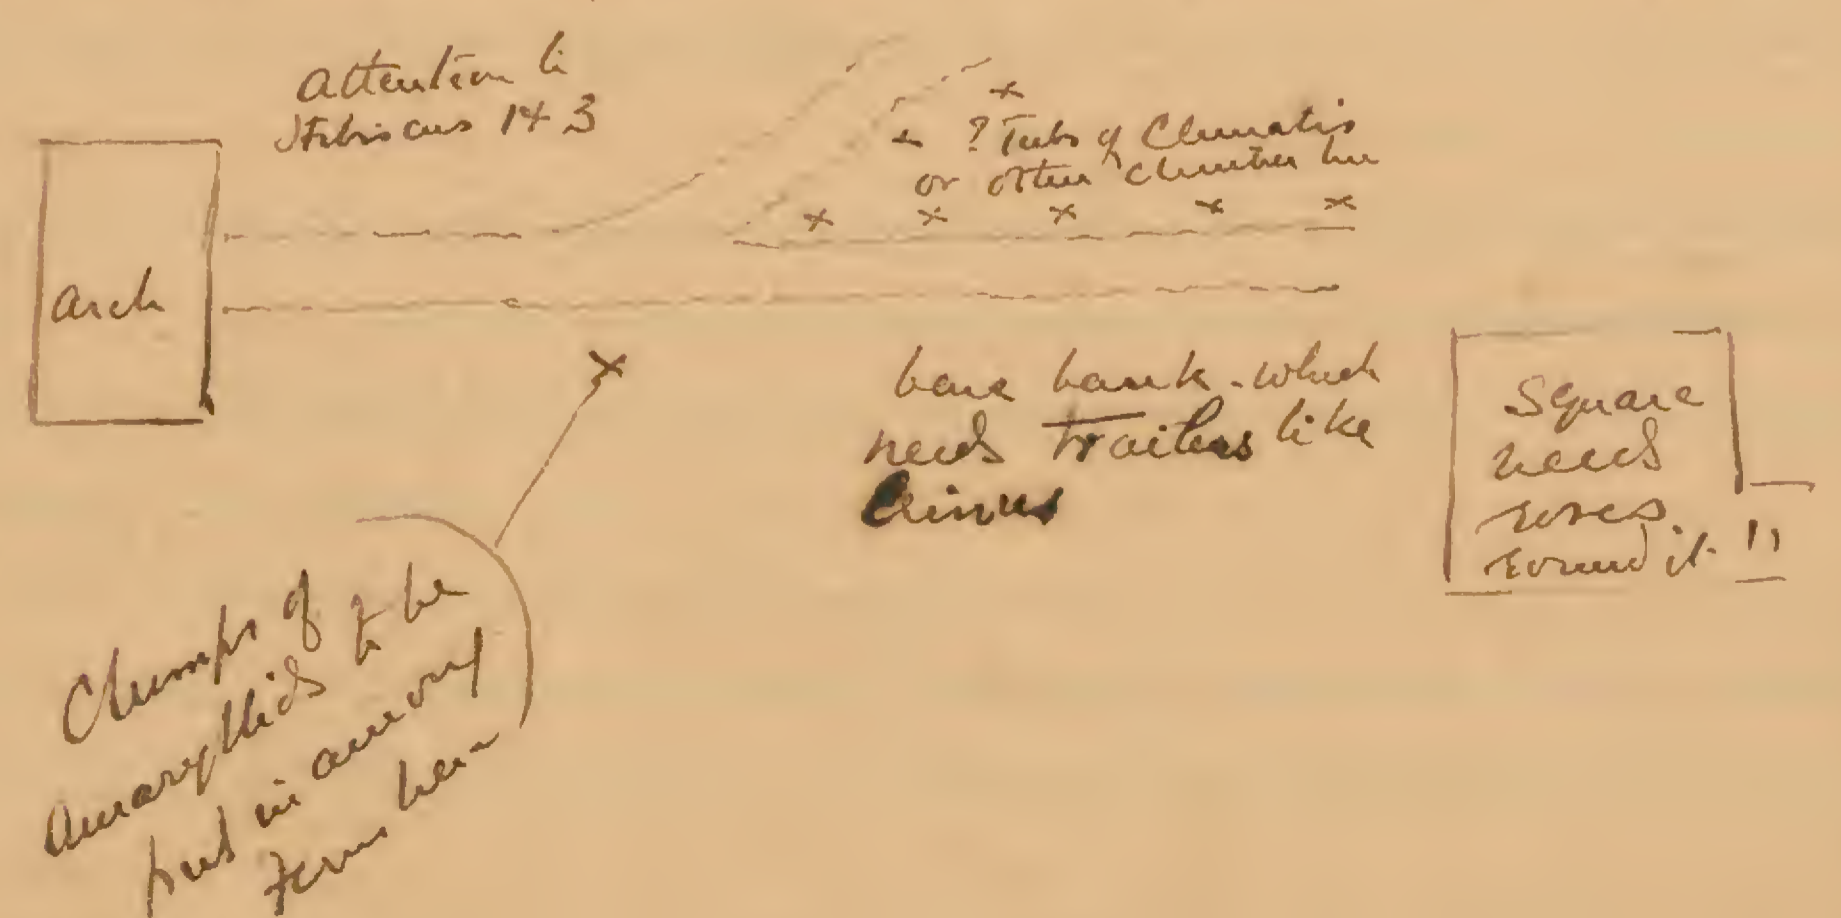 Attention to
Hibiscus 1 + 3
? Tubs of Clematis
or other climber here
Arch
bare bank - which
needs trailers like
Square
needs
roses
round it. !!
Clumps of
Amaryllids to be
put in among
Ferns here